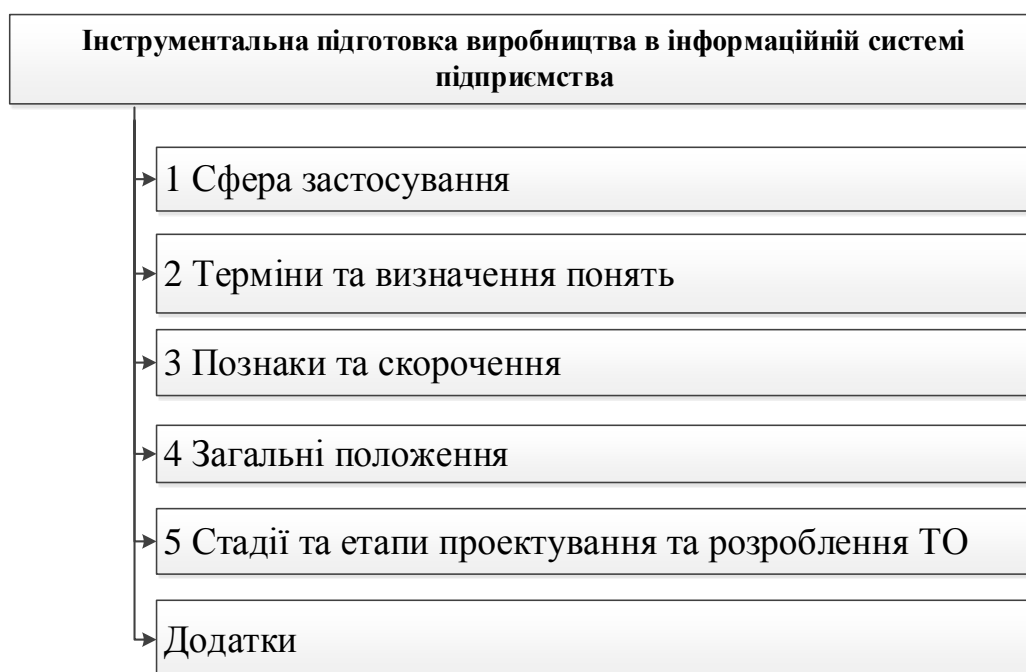 Інструментальна підготовка виробництва в інформаційній системі
підприємства
1 Сфера застосування
2 Терміни та визначення понять
3 Познаки та скорочення
4 Загальні положення
5 Стадії та етапи проектування та розроблення ТО
Додатки